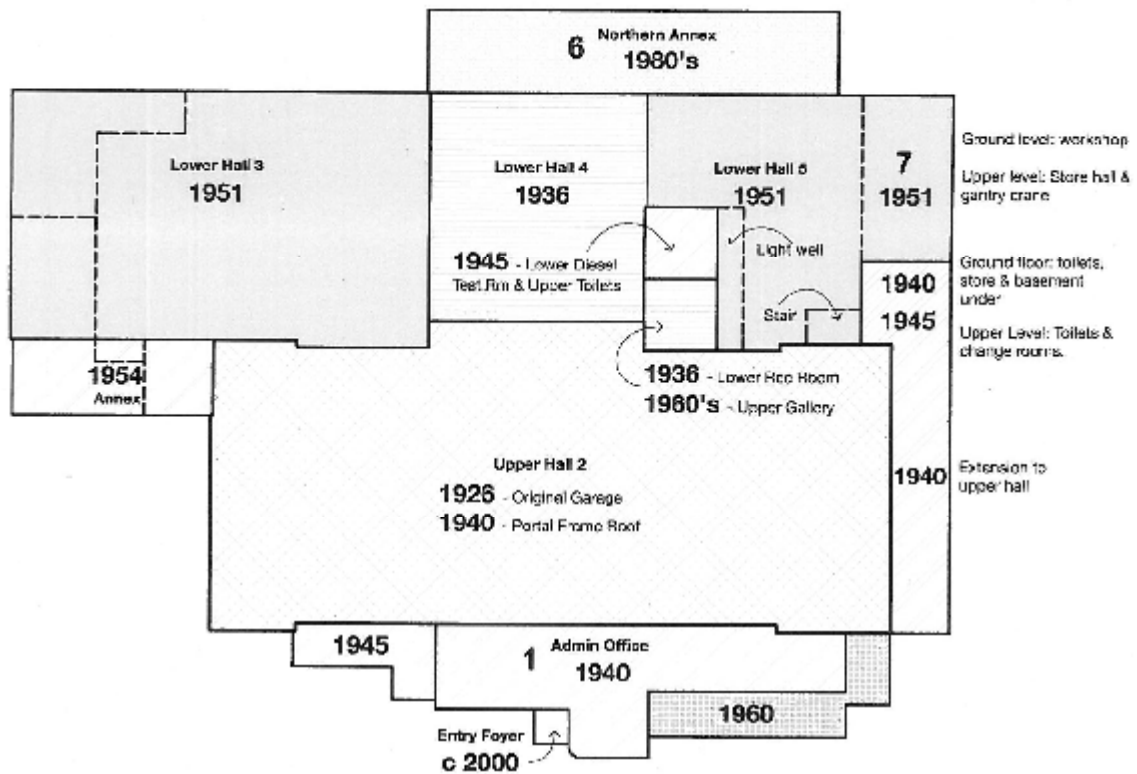 6 Northern Annex
1980's
Lower Hall 3
1951
Lower Hall 4
1936
Lower Hall 5
1951
7
1951
Ground level: workshop
Upper level: Store hall &
gantry crane
1945 - Lower Diesel
Test Rm & Upper Toilets
Light well
Stair
1940
1945
Ground floor: toilets,
store & basement
under
Upper Level: Toilets &
change rooms.
1954
Annex
1936 - Lower Rec Room
1960's - Upper Gallery
Upper Hall 2
1926 - Original Garage
1940 - Portal Frame Roof
1940
Extension to
upper hall
1945
1 Admin Office
1940
1960
Entry Foyer
c 2000